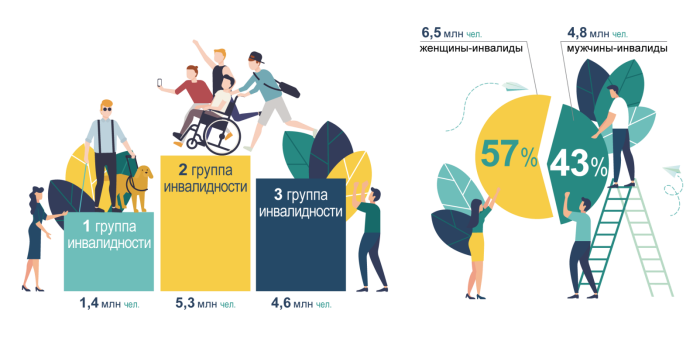 1 группа
инвалидности
2 группа
инвалидности
3 группа
инвалидности
1,4 млн чел.
5,3 млн чел.
4,6 млн чел.
6,5 млн чел.
женщины-инвалиды
4,8 млн чел.
мужчины-инвалиды
57%
43%